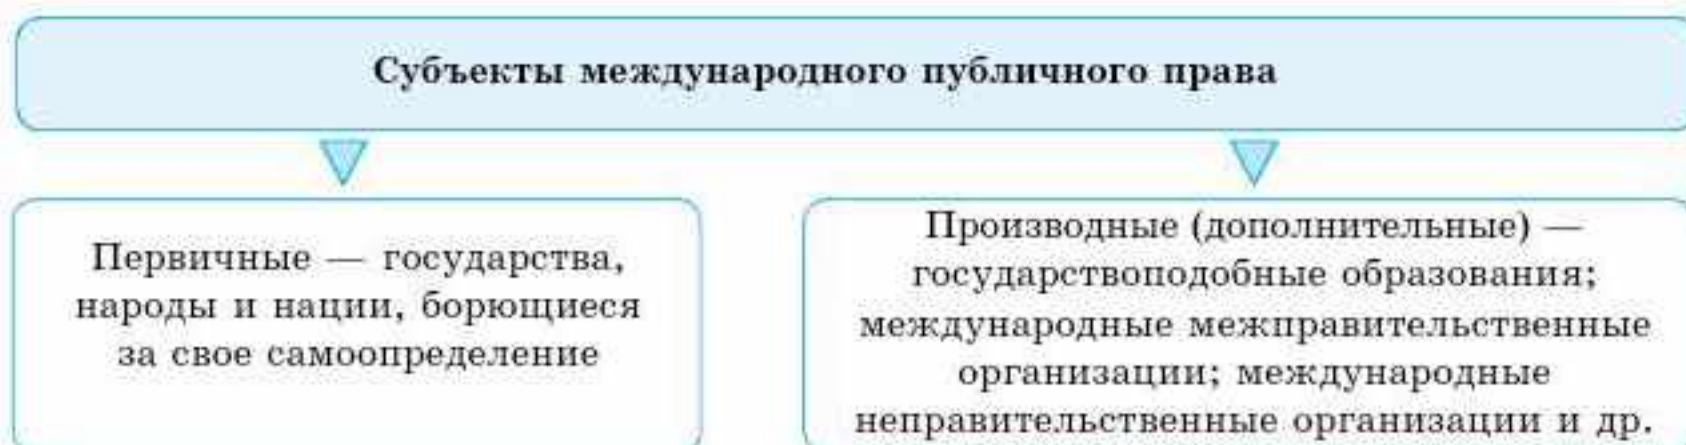 Субъекты международного публичного права
Первичные — государства,
народы и нации, борющиеся
за свое самоопределение
Производные (дополнительные) —
государствоподобные образования;
международные межправительственные
организации; международные
неправительственные организации и др.